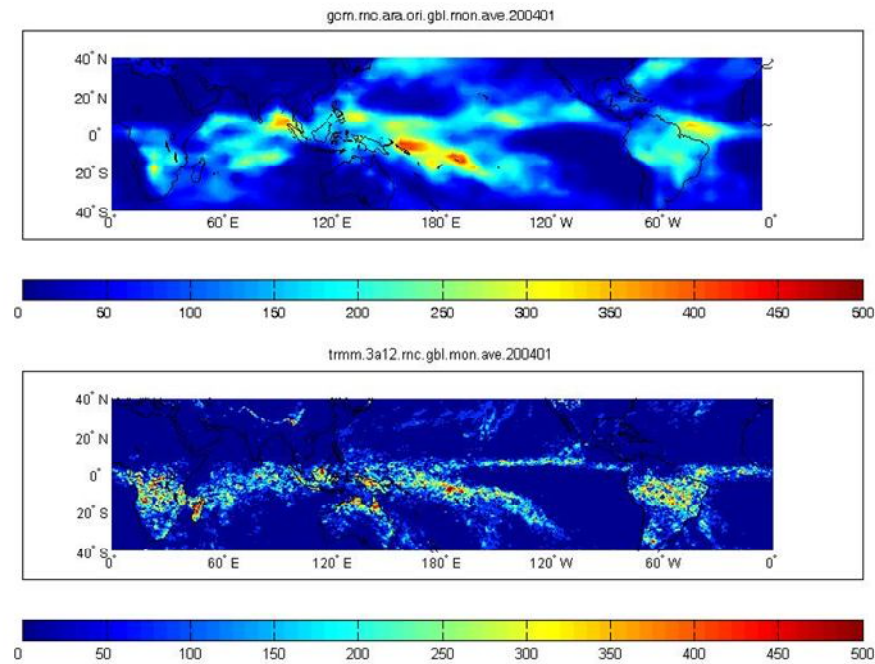 gcm.rnc.ara.ori.gbl.mon.ave.200401
40° N
20° N
0°
20° S
40° S
0° 60° E 120° E 180° E 120° W 60° W 0°
0 50 100 150 200 250 300 350 400 450 500
trmm.3a12.rnc.gbl.mon.ave.200401
40° N
20° N
0°
20° S
40° S
0° 60° E 120° E 180° E 120° W 60° W 0°
0 50 100 150 200 250 300 350 400 450 500